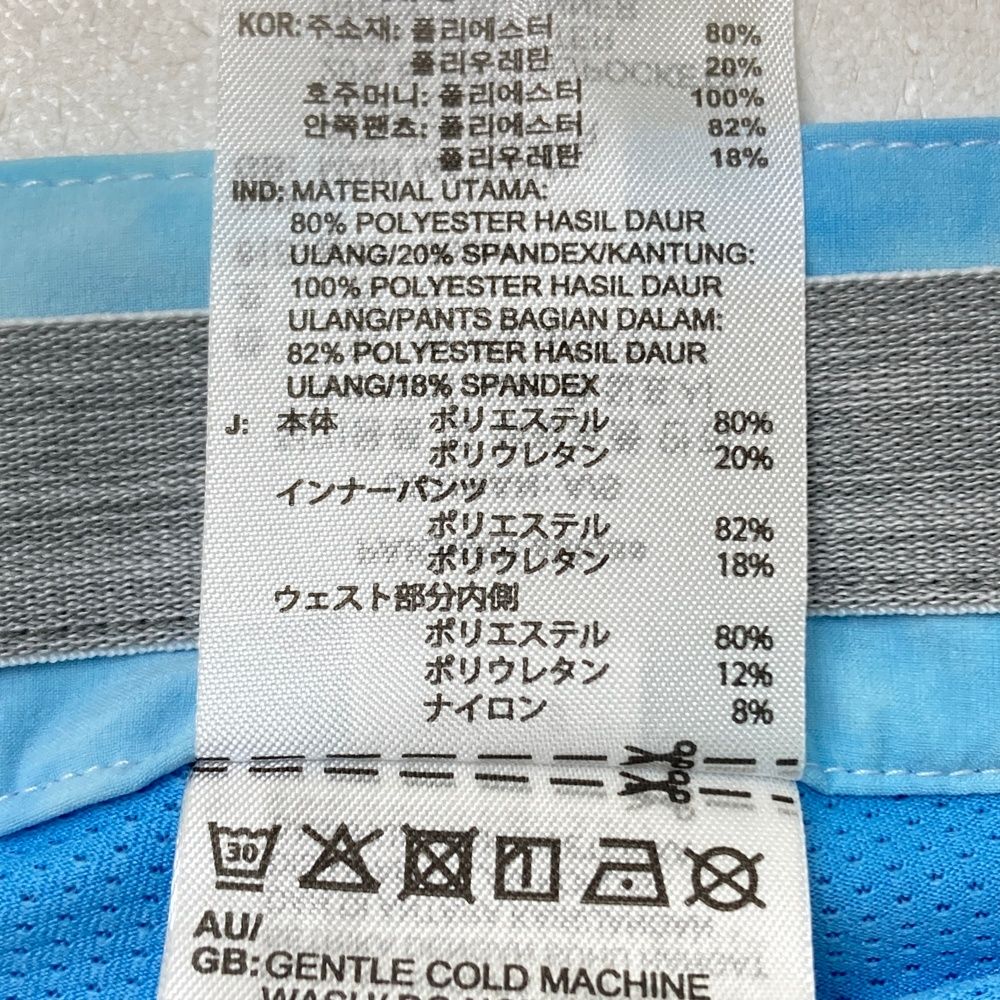 KOR: 주소재: 폴리에스터 80%
폴리우레탄 20%
호주머니: 폴리에스터 100%
안쪽팬츠: 폴리에스터 82%
폴리우레탄 18%
IND: MATERIAL UTAMA:
80% POLYESTER HASIL DAUR
ULANG/20% SPANDEX/KANTUNG:
100% POLYESTER HASIL DAUR
ULANG/PANTS BAGIAN DALAM:
82% POLYESTER HASIL DAUR
ULANG/18% SPANDEX
J: 本体 ポリエステル 80%
ポリウレタン 20%
インナーパンツ
ポリエステル 82%
ポリウレタン 18%
ウェスト部分内側
ポリエステル 80%
ポリウレタン 12%
ナイロン 8%
30
AU/
GB: GENTLE COLD MACHINE